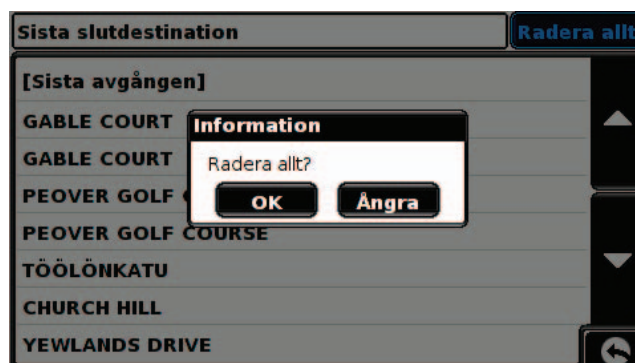 Sista slutdestination
Radera allt
[Sista avgången]
GABLE COURT
GABLE COURT
PEOVER GOLF
PEOVER GOLF COURSE
TÖÖLÖNKATU
CHURCH HILL
YEWLANDS DRIVE
Information
Radera allt?
OK
Ångra